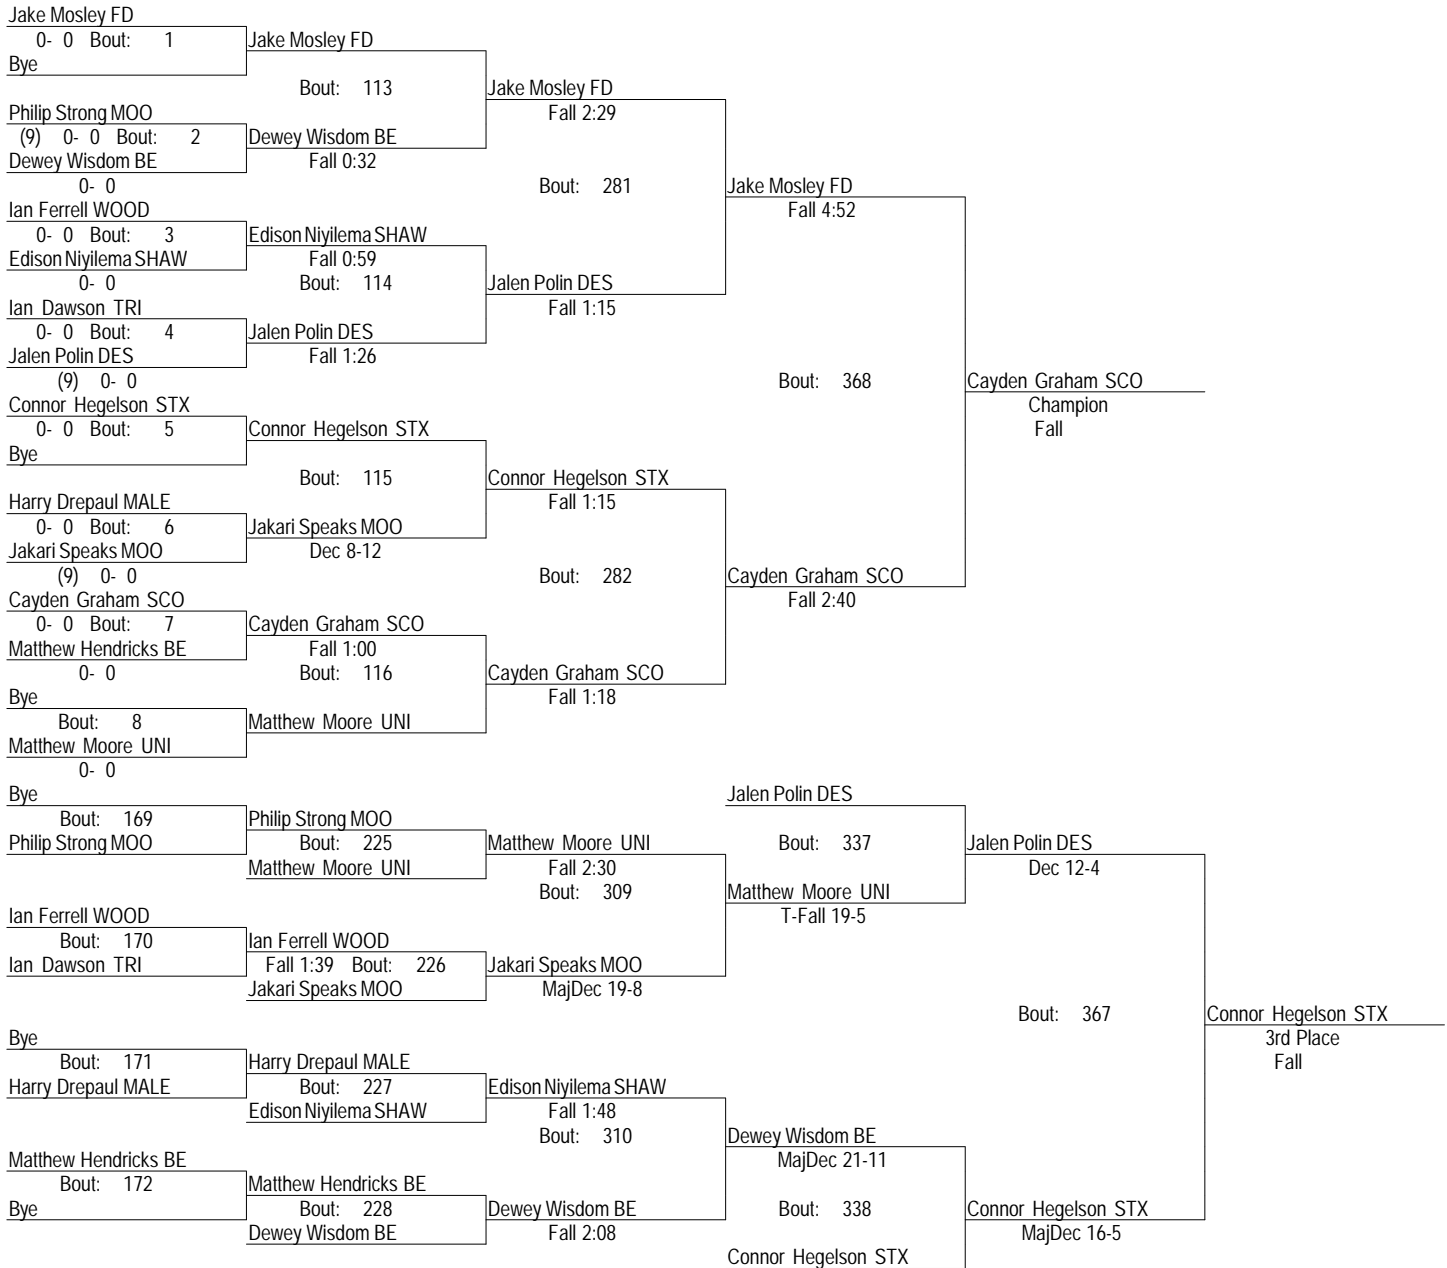 Jake Mosley FD
0- 0 Bout: 1 Jake Mosley FD
Bye
Bout: 113 Jake Mosley FD
Philip Strong MOO Fall 2:29
(9) 0- 0 Bout: 2 Dewey Wisdom BE
Dewey Wisdom BE Fall 0:32
0- 0 Bout: 281 Jake Mosley FD
Ian Ferrell WOOD Fall 4:52
0- 0 Bout: 3 Edison Niyilema SHAW
Edison Niyilema SHAW Fall 0:59
0- 0 Bout: 114 Jalen Polin DES
Ian Dawson TRI Fall 1:15
0- 0 Bout: 4 Jalen Polin DES
Jalen Polin DES Fall 1:26
(9) 0- 0 Bout: 368 Cayden Graham SCO
Connor Hegelson STX Champion
0- 0 Bout: 5 Connor Hegelson STX Fall
Bye
Bout: 115 Connor Hegelson STX
Harry Drepaul MALE Fall 1:15
0- 0 Bout: 6 Jakari Speaks MOO
Jakari Speaks MOO Dec 8-12
(9) 0- 0 Bout: 282 Cayden Graham SCO
Cayden Graham SCO Fall 2:40
0- 0 Bout: 7 Cayden Graham SCO
Matthew Hendricks BE Fall 1:00
0- 0 Bout: 116 Cayden Graham SCO
Bye Fall 1:18
Bout: 8 Matthew Moore UNI
Matthew Moore UNI
0- 0
Bye Jalen Polin DES
Bout: 169 Philip Strong MOO
Philip Strong MOO Bout: 225 Matthew Moore UNI Bout: 337 Jalen Polin DES
Matthew Moore UNI Fall 2:30 Dec 12-4
Bout: 309 Matthew Moore UNI
Ian Ferrell WOOD T-Fall 19-5
Bout: 170 Ian Ferrell WOOD
Ian Dawson TRI Fall 1:39 Bout: 226 Jakari Speaks MOO
Jakari Speaks MOO MajDec 19-8
Bout: 367 Connor Hegelson STX
Bye 3rd Place
Bout: 171 Harry Drepaul MALE Fall
Harry Drepaul MALE Bout: 227 Edison Niyilema SHAW
Edison Niyilema SHAW Fall 1:48
Bout: 310 Dewey Wisdom BE
Matthew Hendricks BE MajDec 21-11
Bout: 172 Matthew Hendricks BE
Bye Bout: 228 Dewey Wisdom BE Bout: 338 Connor Hegelson STX
Dewey Wisdom BE Fall 2:08 MajDec 16-5
Connor Hegelson STX